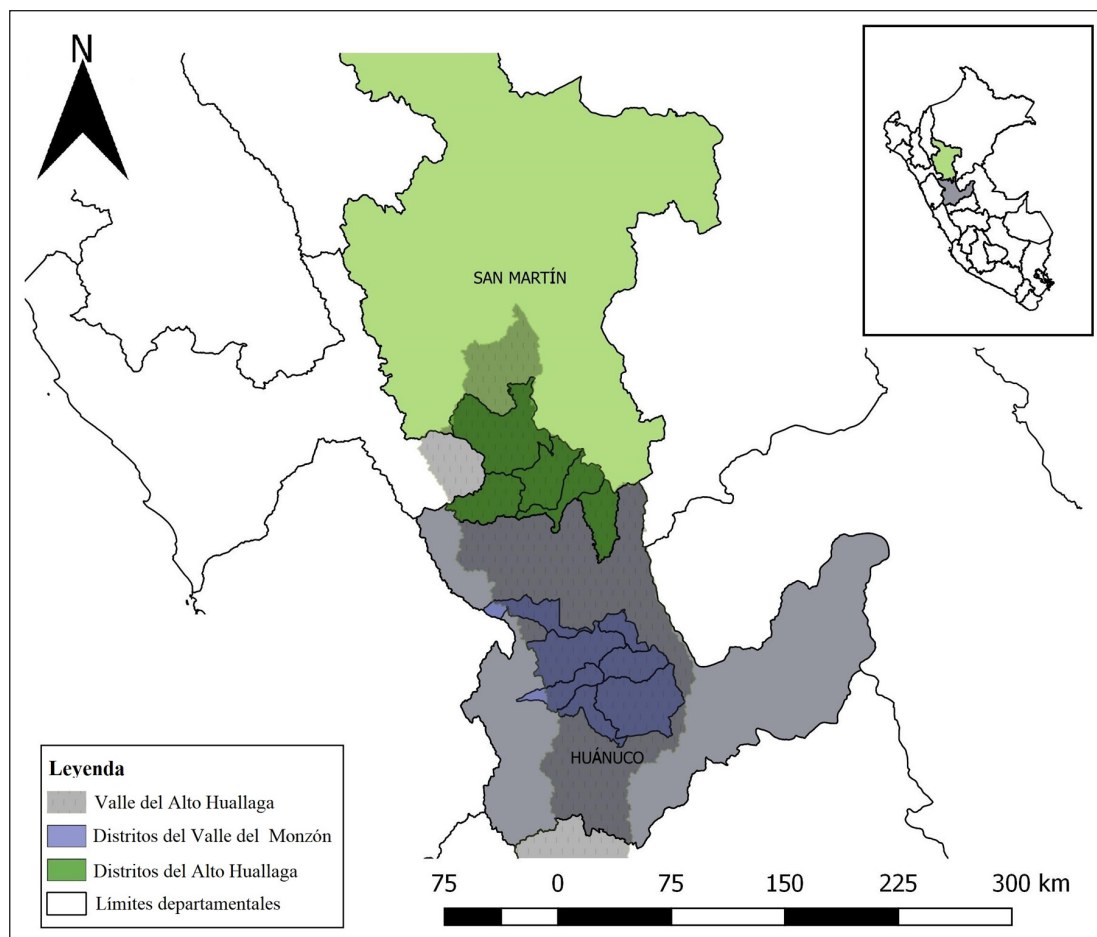 N
SAN MARTÍN
HUÁNUCO
Leyenda
Valle del Alto Huallaga
Distritos del Valle del Monzón
Distritos del Alto Huallaga
Límites departamentales
75 0 75 150 225 300 km